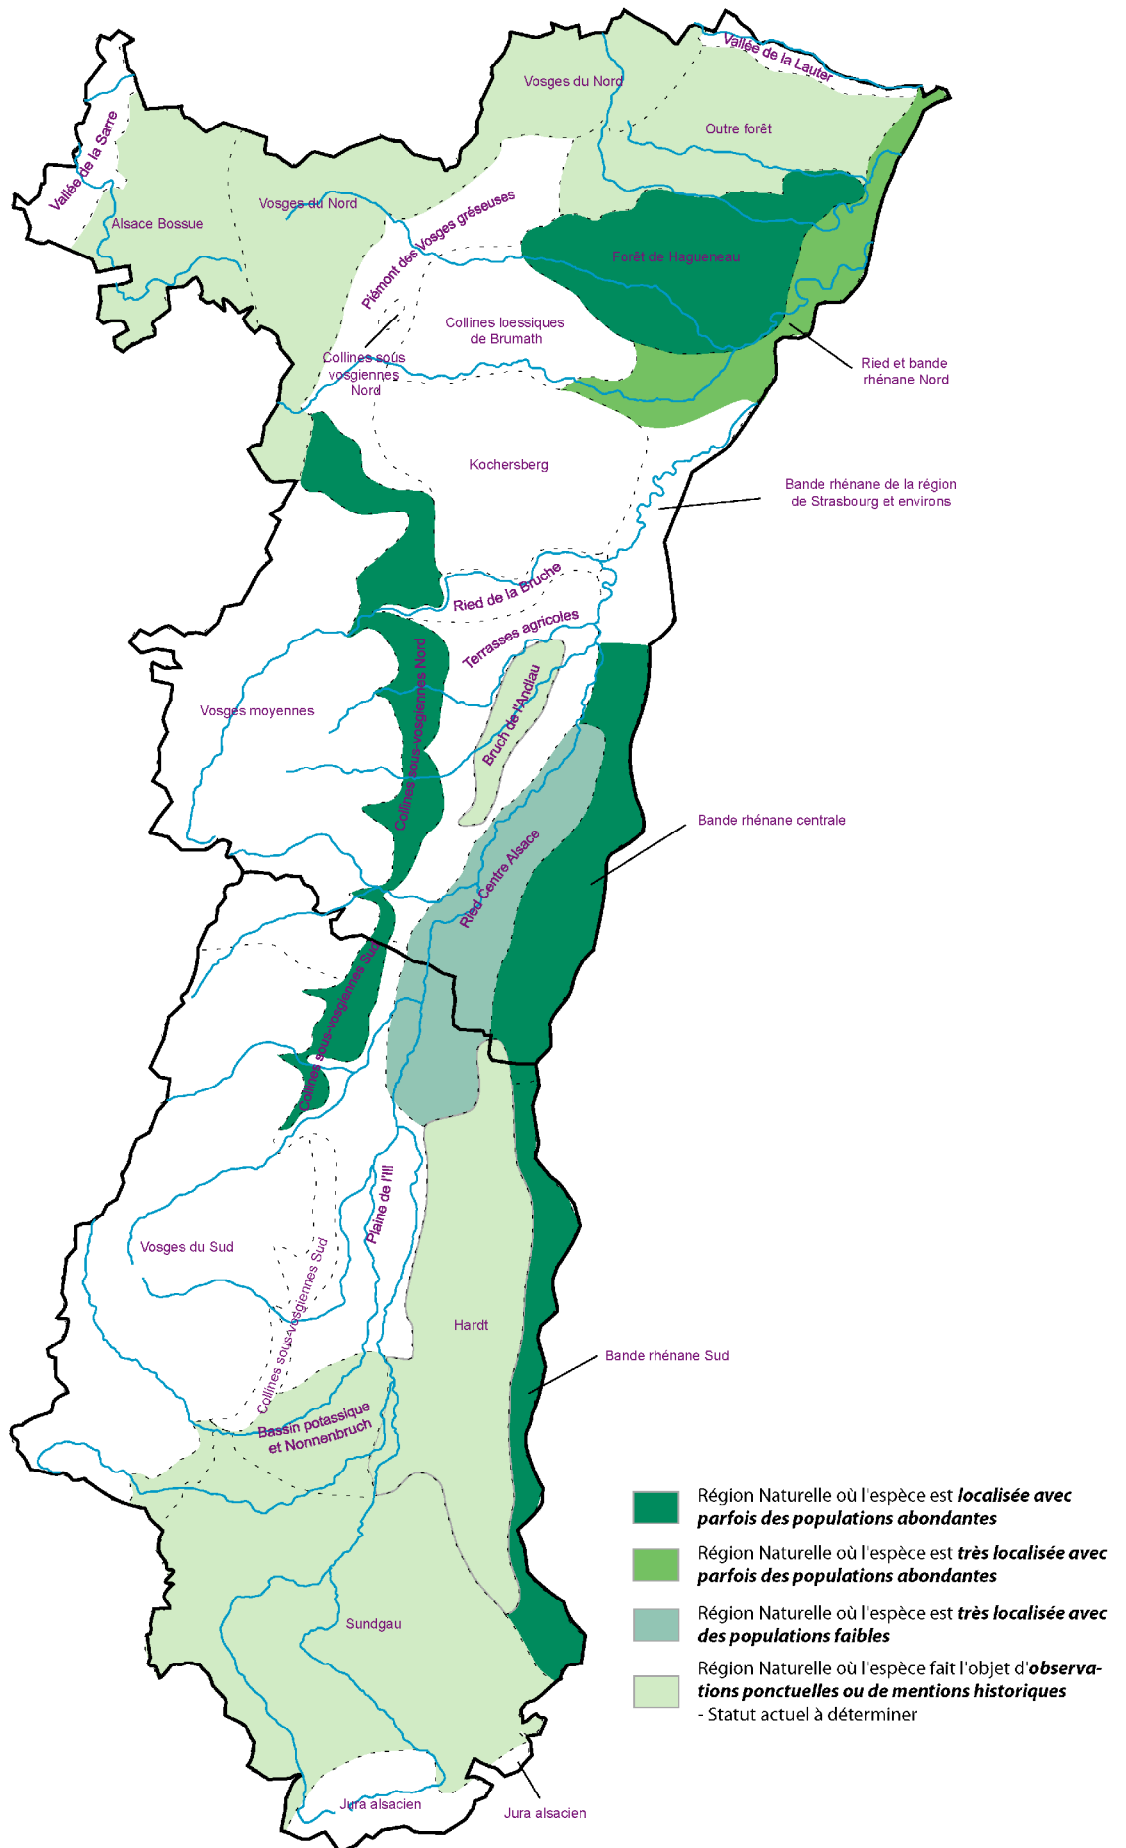 Vallée de la Lauter
Vosges du Nord
Outre forêt
Vallée de la Sarre
Vosges du Nord
Alsace Bossue
Piémont des Vosges gréseuses
Forêt de Hagueneau
Collines loessiques
de Brumath
Collines sous
vosgiennes
Nord
Ried et bande
rhénane Nord
Kochersberg
Bande rhénane de la région
de Strasbourg et environs
Ried de la Bruche
Terrasses agricoles
Vosges moyennes
Collines sous-vosgiennes Nord
Bruch de l'Andlau
Bande rhénane centrale
Ried Centre Alsace
Collines sous-vosgiennes Sud
Plaine de l'Ill
Vosges du Sud
Collines sous-vosgiennes Sud
Hardt
Bande rhénane Sud
Bassin potassique
et Nonnenbruch
Sundgau
Jura alsacien
Jura alsacien
Région Naturelle où l'espèce est localisée avec
parfois des populations abondantes
Région Naturelle où l'espèce est très localisée avec
parfois des populations abondantes
Région Naturelle où l'espèce est très localisée avec
des populations faibles
Région Naturelle où l'espèce fait l'objet d'observa-
tions ponctuelles ou de mentions historiques
- Statut actuel à déterminer